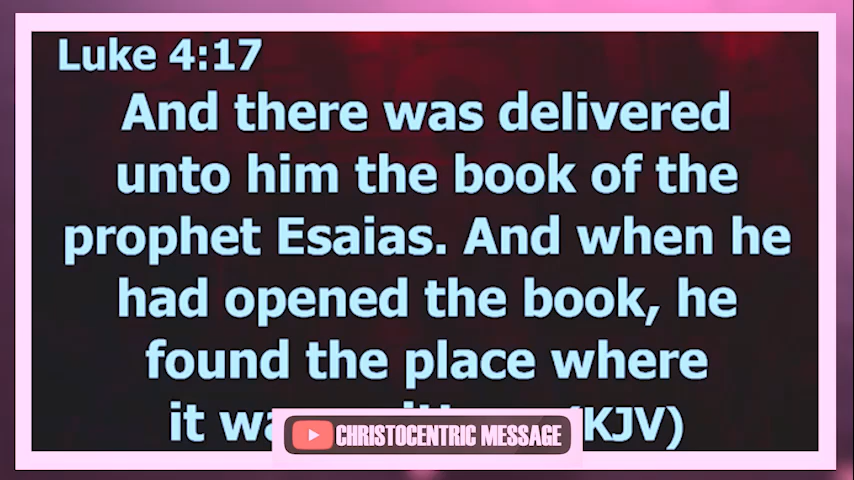 Luke 4:17
And there was delivered
unto him the book of the
prophet Esaias. And when he
had opened the book, he
found the place where
it (KJV)
CHRISTOCENTRIC MESSAGE